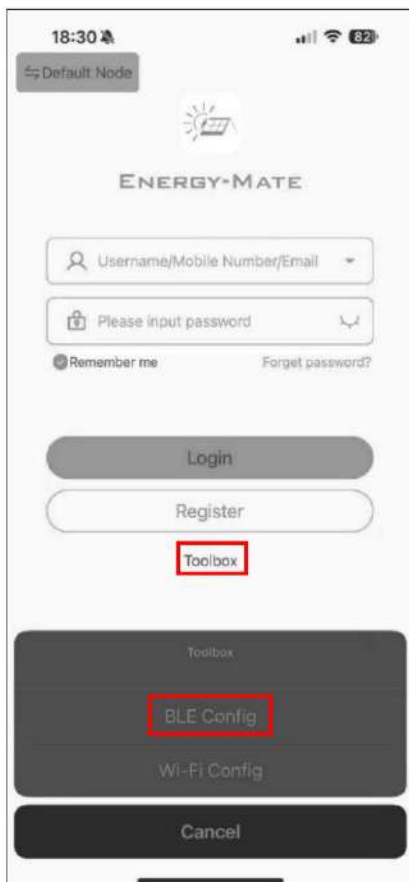 18:30
82
Default Node
ENERGY-MATE
Username/Mobile Number/Email
Please input password
Remember me Forget password?
Login
Register
Toolbox
Toolbox
BLE Config
Wi-Fi Config
Cancel